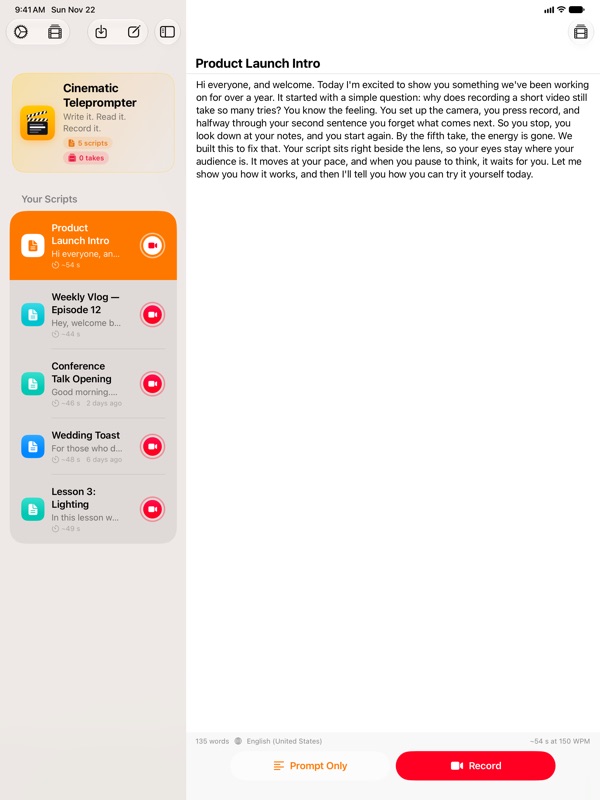 9:41 AM Sun Nov 22
Cinematic
Teleprompter
Write it. Read it.
Record it.
5 scripts
0 takes
Your Scripts
Product
Launch Intro
Hi everyone, an...
~54 s
Weekly Vlog —
Episode 12
Hey, welcome b...
~44 s
Conference
Talk Opening
Good morning....
~46 s 2 days ago
Wedding Toast
For those who d...
~48 s 6 days ago
Lesson 3:
Lighting
In this lesson w...
~49 s
Product Launch Intro
Hi everyone, and welcome. Today I'm excited to show you something we've been working
on for over a year. It started with a simple question: why does recording a short video still
take so many tries? You know the feeling. You set up the camera, you press record, and
halfway through your second sentence you forget what comes next. So you stop, you
look down at your notes, and you start again. By the fifth take, the energy is gone. We
built this to fix that. Your script sits right beside the lens, so your eyes stay where your
audience is. It moves at your pace, and when you pause to think, it waits for you. Let me
show you how it works, and then I'll tell you how you can try it yourself today.
135 words English (United States) ~54 s at 150 WPM
Prompt Only
Record